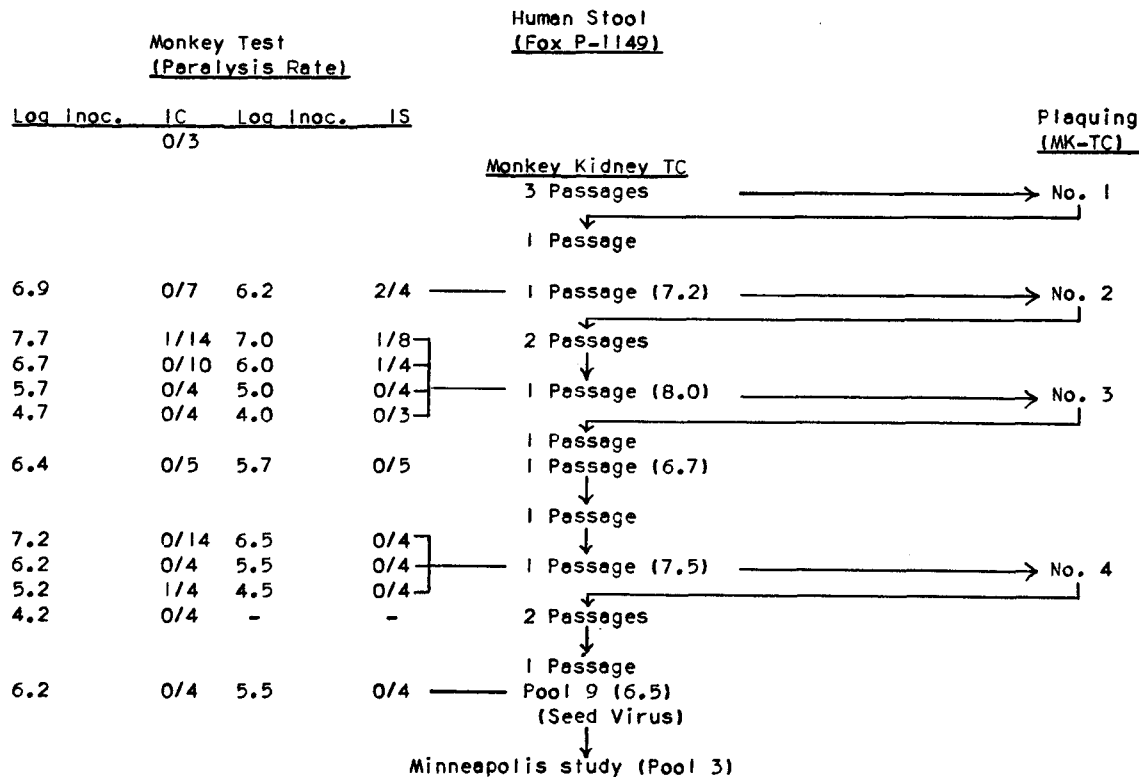 Human Stool
(Fox P-1149)
Monkey Test
(Paralysis Rate)
Log Inoc. IC Log Inoc. IS
0/3
Plaquing
(MK-TC)
Monkey Kidney TC
3 Passages No. 1
1 Passage
6.9 0/7 6.2 2/4 1 Passage (7.2) No. 2
7.7 1/14 7.0 1/8 2 Passages
6.7 0/10 6.0 1/4
5.7 0/4 5.0 0/4 1 Passage (8.0) No. 3
4.7 0/4 4.0 0/3
1 Passage
6.4 0/5 5.7 0/5 1 Passage (6.7)
1 Passage
7.2 0/14 6.5 0/4
6.2 0/4 5.5 0/4 1 Passage (7.5) No. 4
5.2 1/4 4.5 0/4
4.2 0/4 - - 2 Passages
1 Passage
6.2 0/4 5.5 0/4 Pool 9 (6.5)
(Seed Virus)
Minneapolis study (Pool 3)